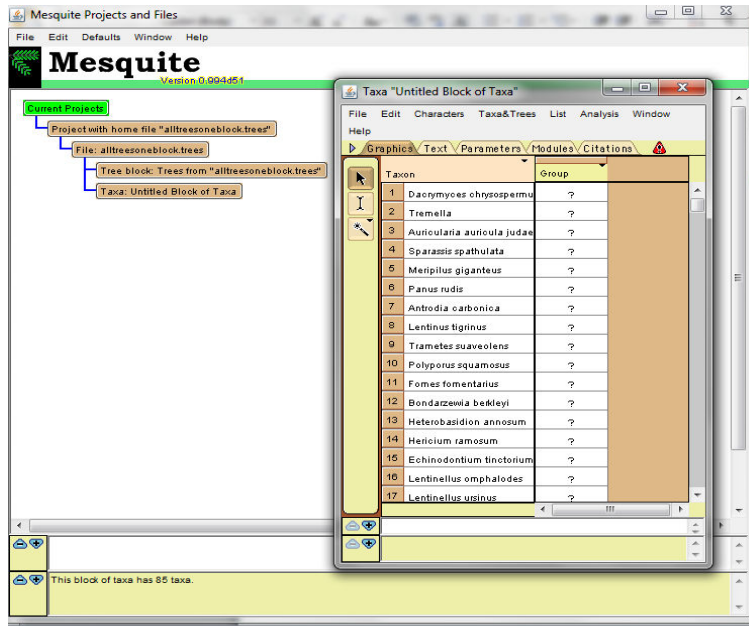 Mesquite Projects and Files
File Edit Defaults Window Help
Mesquite
Version 0.994d51
Current Projects
Project with home file "alltreesoneblock.trees"
File: alltreesoneblock.trees
Tree block: Trees from "alltreesoneblock.trees"
Taxa: Untitled Block of Taxa
Taxa "Untitled Block of Taxa"
File Edit Characters Taxa&Trees List Analysis Window
Help
Graphics Text Parameters Modules Citations
Taxon Group
1 Dacrymyces chrysospermu ?
2 Tremella ?
3 Auricularia auricula judae ?
4 Sparassis spathulata ?
5 Meripilus giganteus ?
6 Panus rudis ?
7 Antrodia carbonica ?
8 Lentinus tigrinus ?
9 Trametes suaveolens ?
10 Polyporus squamosus ?
11 Fomes fomentarius ?
12 Bondarzewia berkleyi ?
13 Heterobasidion annosum ?
14 Hericium ramosum ?
15 Echinodontium tinctorium ?
16 Lentinellus omphalodes ?
17 Lentinellus ursinus ?
This block of taxa has 85 taxa.